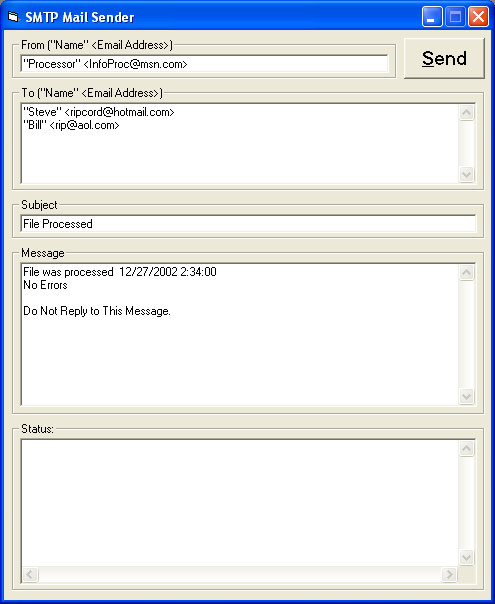 SMTP Mail Sender
From ("Name" <Email Address>)
"Processor" <InfoProc@msn.com>
Send
To ("Name" <Email Address>)
"Steve" <ripcord@hotmail.com>
"Bill" <rip@aol.com>
Subject
File Processed
Message
File was processed  12/27/2002 2:34:00
No Errors
Do Not Reply to This Message.
Status: